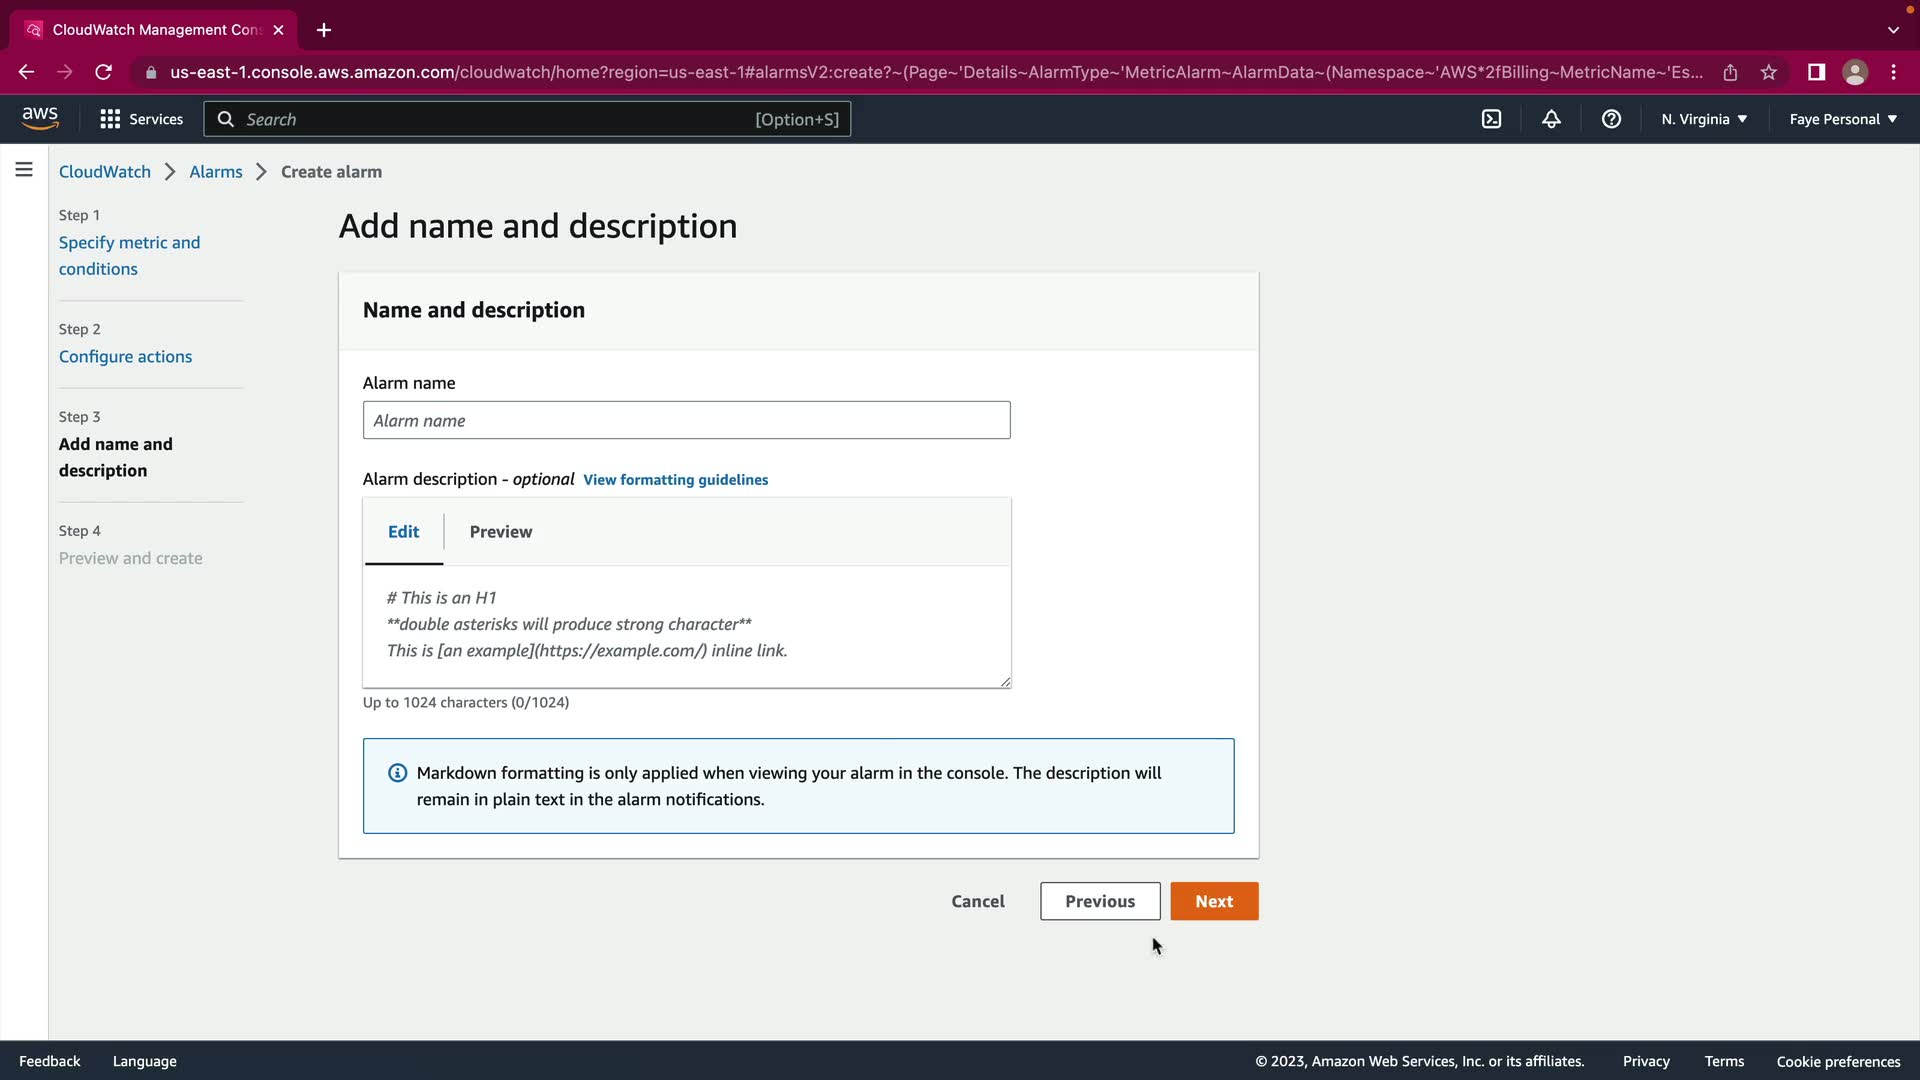 CloudWatch Management Con
us-east-1.console.aws.amazon.com/cloudwatch/home?region=us-east-1#alarmsV2:create?~(Page~'Details~AlarmType~'MetricAlarm~AlarmData~(Namespace~'AWS*2fBilling~MetricName~'Es...
aws
Services
Search
[Option+S]
N. Virginia
Faye Personal
CloudWatch
Alarms
Create alarm
Step 1
Specify metric and
conditions
Step 2
Configure actions
Step 3
Add name and
description
Step 4
Preview and create
Add name and description
Name and description
Alarm name
Alarm name
Alarm description - optional View formatting guidelines
Edit
Preview
# This is an H1
**double asterisks will produce strong character**
This is [an example](https://example.com/) inline link.
Up to 1024 characters (0/1024)
Markdown formatting is only applied when viewing your alarm in the console. The description will
remain in plain text in the alarm notifications.
Cancel
Previous
Next
Feedback
Language
© 2023, Amazon Web Services, Inc. or its affiliates.
Privacy
Terms
Cookie preferences